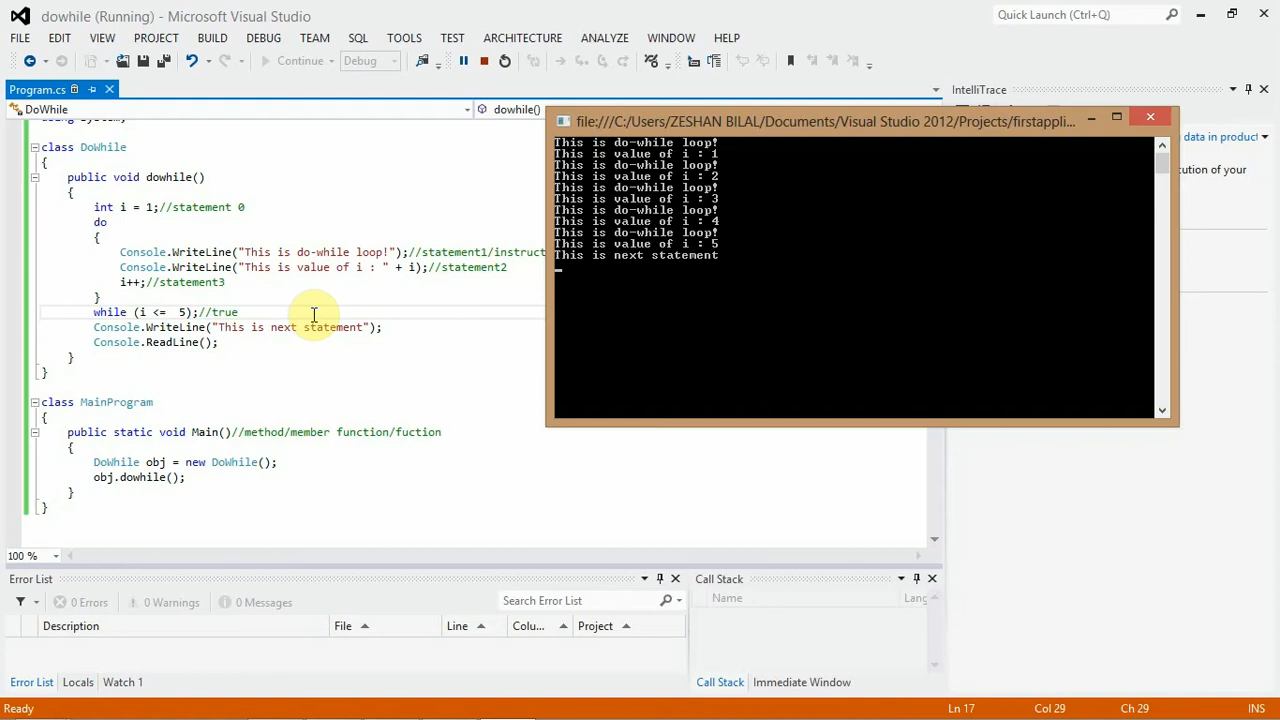 dowhile (Running) - Microsoft Visual Studio
Quick Launch (Ctrl+Q)
FILE EDIT VIEW PROJECT BUILD DEBUG TEAM SQL TOOLS TEST ARCHITECTURE ANALYZE WINDOW HELP
Continue Debug
Program.cs
IntelliTrace
DoWhile
dowhile()
class DoWhile
{
public void dowhile()
{
int i = 1;//statement 0
do
{
Console.WriteLine("This is do-while loop!");//statement1/instruct
Console.WriteLine("This is value of i : " + i);//statement2
i++;//statement3
}
while (i <=  5);//true
Console.WriteLine("This is next statement");
Console.ReadLine();
}
}
class MainProgram
{
public static void Main()//method/member function/fuction
{
DoWhile obj = new DoWhile();
obj.dowhile();
}
}
file:///C:/Users/ZESHAN BILAL/Documents/Visual Studio 2012/Projects/firstappli...
This is do-while loop!
This is value of i : 1
This is do-while loop!
This is value of i : 2
This is do-while loop!
This is value of i : 3
This is do-while loop!
This is value of i : 4
This is do-while loop!
This is value of i : 5
This is next statement
data in product
cution of your
100 %
Error List
0 Errors 0 Warnings 0 Messages
Search Error List
Description File Line Colu... Project
Error List Locals Watch 1
Call Stack
Name Lang
Call Stack Immediate Window
Ready
Ln 17 Col 29 Ch 29 INS